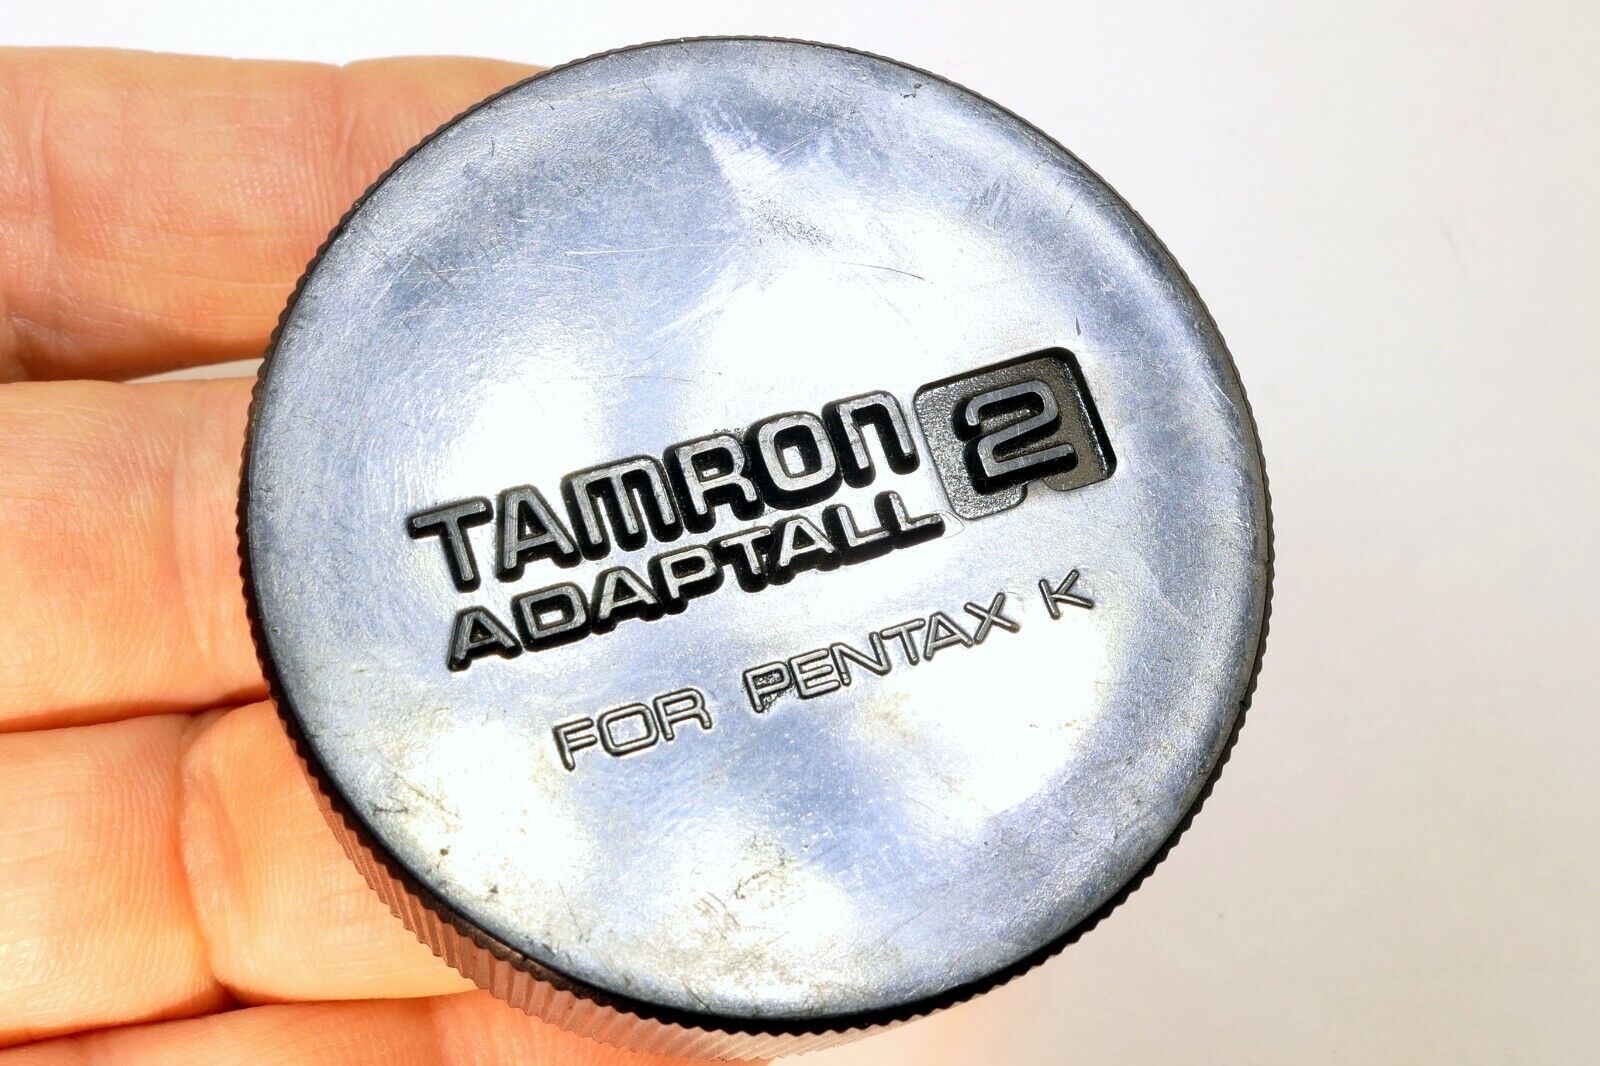 TAMRON 2
ADAPTALL
FOR PENTAX K